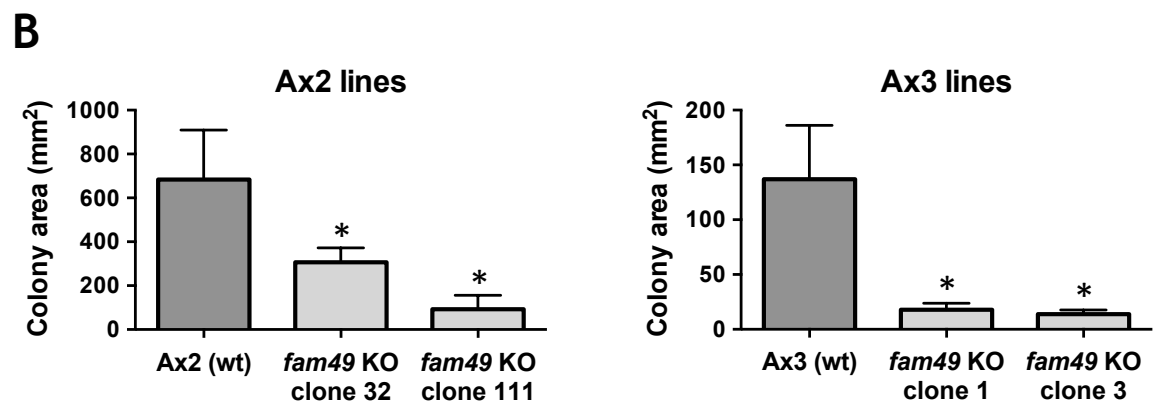 B
Ax2 lines
Colony area (mm²)
1000
800
600
400
200
0
*
*
Ax2 (wt)
fam49 KO
clone 32
fam49 KO
clone 111
Ax3 lines
Colony area (mm²)
200
150
100
50
0
*
*
Ax3 (wt)
fam49 KO
clone 1
fam49 KO
clone 3